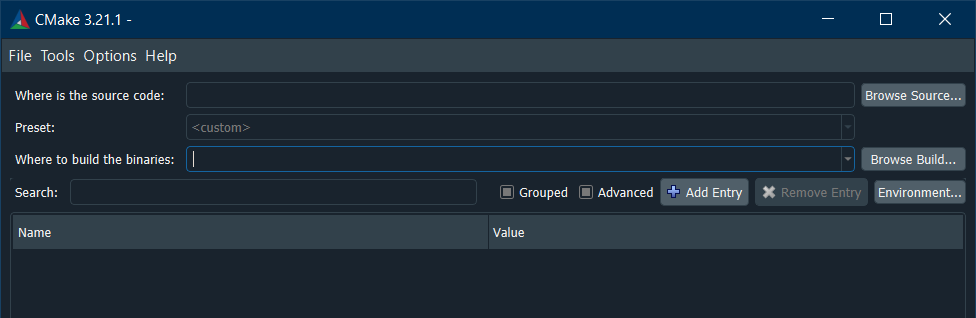 CMake 3.21.1 -
File Tools Options Help
Where is the source code: Browse Source...
Preset: <custom>
Where to build the binaries: Browse Build...
Search: Grouped Advanced Add Entry Remove Entry Environment...
Name Value